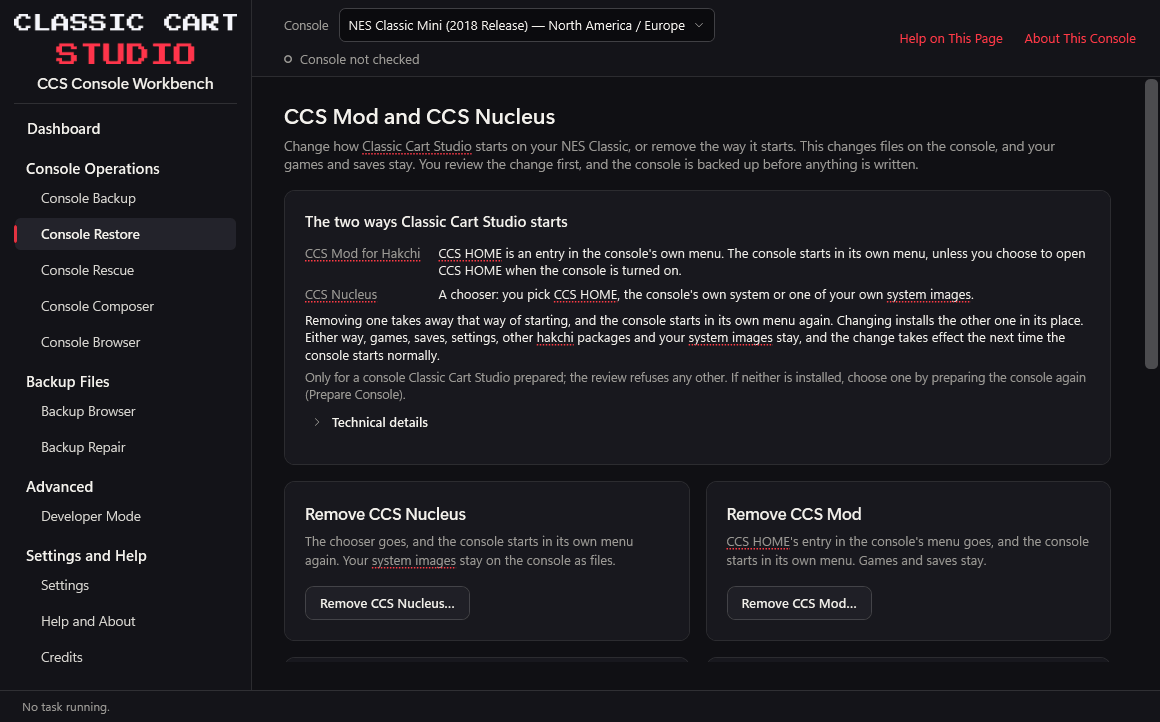 CLASSIC CART
STUDIO
CCS Console Workbench
Dashboard
Console Operations
Console Backup
Console Restore
Console Rescue
Console Composer
Console Browser
Backup Files
Backup Browser
Backup Repair
Advanced
Developer Mode
Settings and Help
Settings
Help and About
Credits
Console
NES Classic Mini (2018 Release) — North America / Europe
Console not checked
Help on This Page
About This Console
CCS Mod and CCS Nucleus
Change how Classic Cart Studio starts on your NES Classic, or remove the way it starts. This changes files on the console, and your
games and saves stay. You review the change first, and the console is backed up before anything is written.
The two ways Classic Cart Studio starts
CCS Mod for Hakchi
CCS HOME is an entry in the console's own menu. The console starts in its own menu, unless you choose to open
CCS HOME when the console is turned on.
CCS Nucleus
A chooser: you pick CCS HOME, the console's own system or one of your own system images.
Removing one takes away that way of starting, and the console starts in its own menu again. Changing installs the other one in its place.
Either way, games, saves, settings, other hakchi packages and your system images stay, and the change takes effect the next time the
console starts normally.
Only for a console Classic Cart Studio prepared; the review refuses any other. If neither is installed, choose one by preparing the console again
(Prepare Console).
Technical details
Remove CCS Nucleus
The chooser goes, and the console starts in its own menu
again. Your system images stay on the console as files.
Remove CCS Nucleus...
Remove CCS Mod
CCS HOME's entry in the console's menu goes, and the console
starts in its own menu. Games and saves stay.
Remove CCS Mod...
No task running.